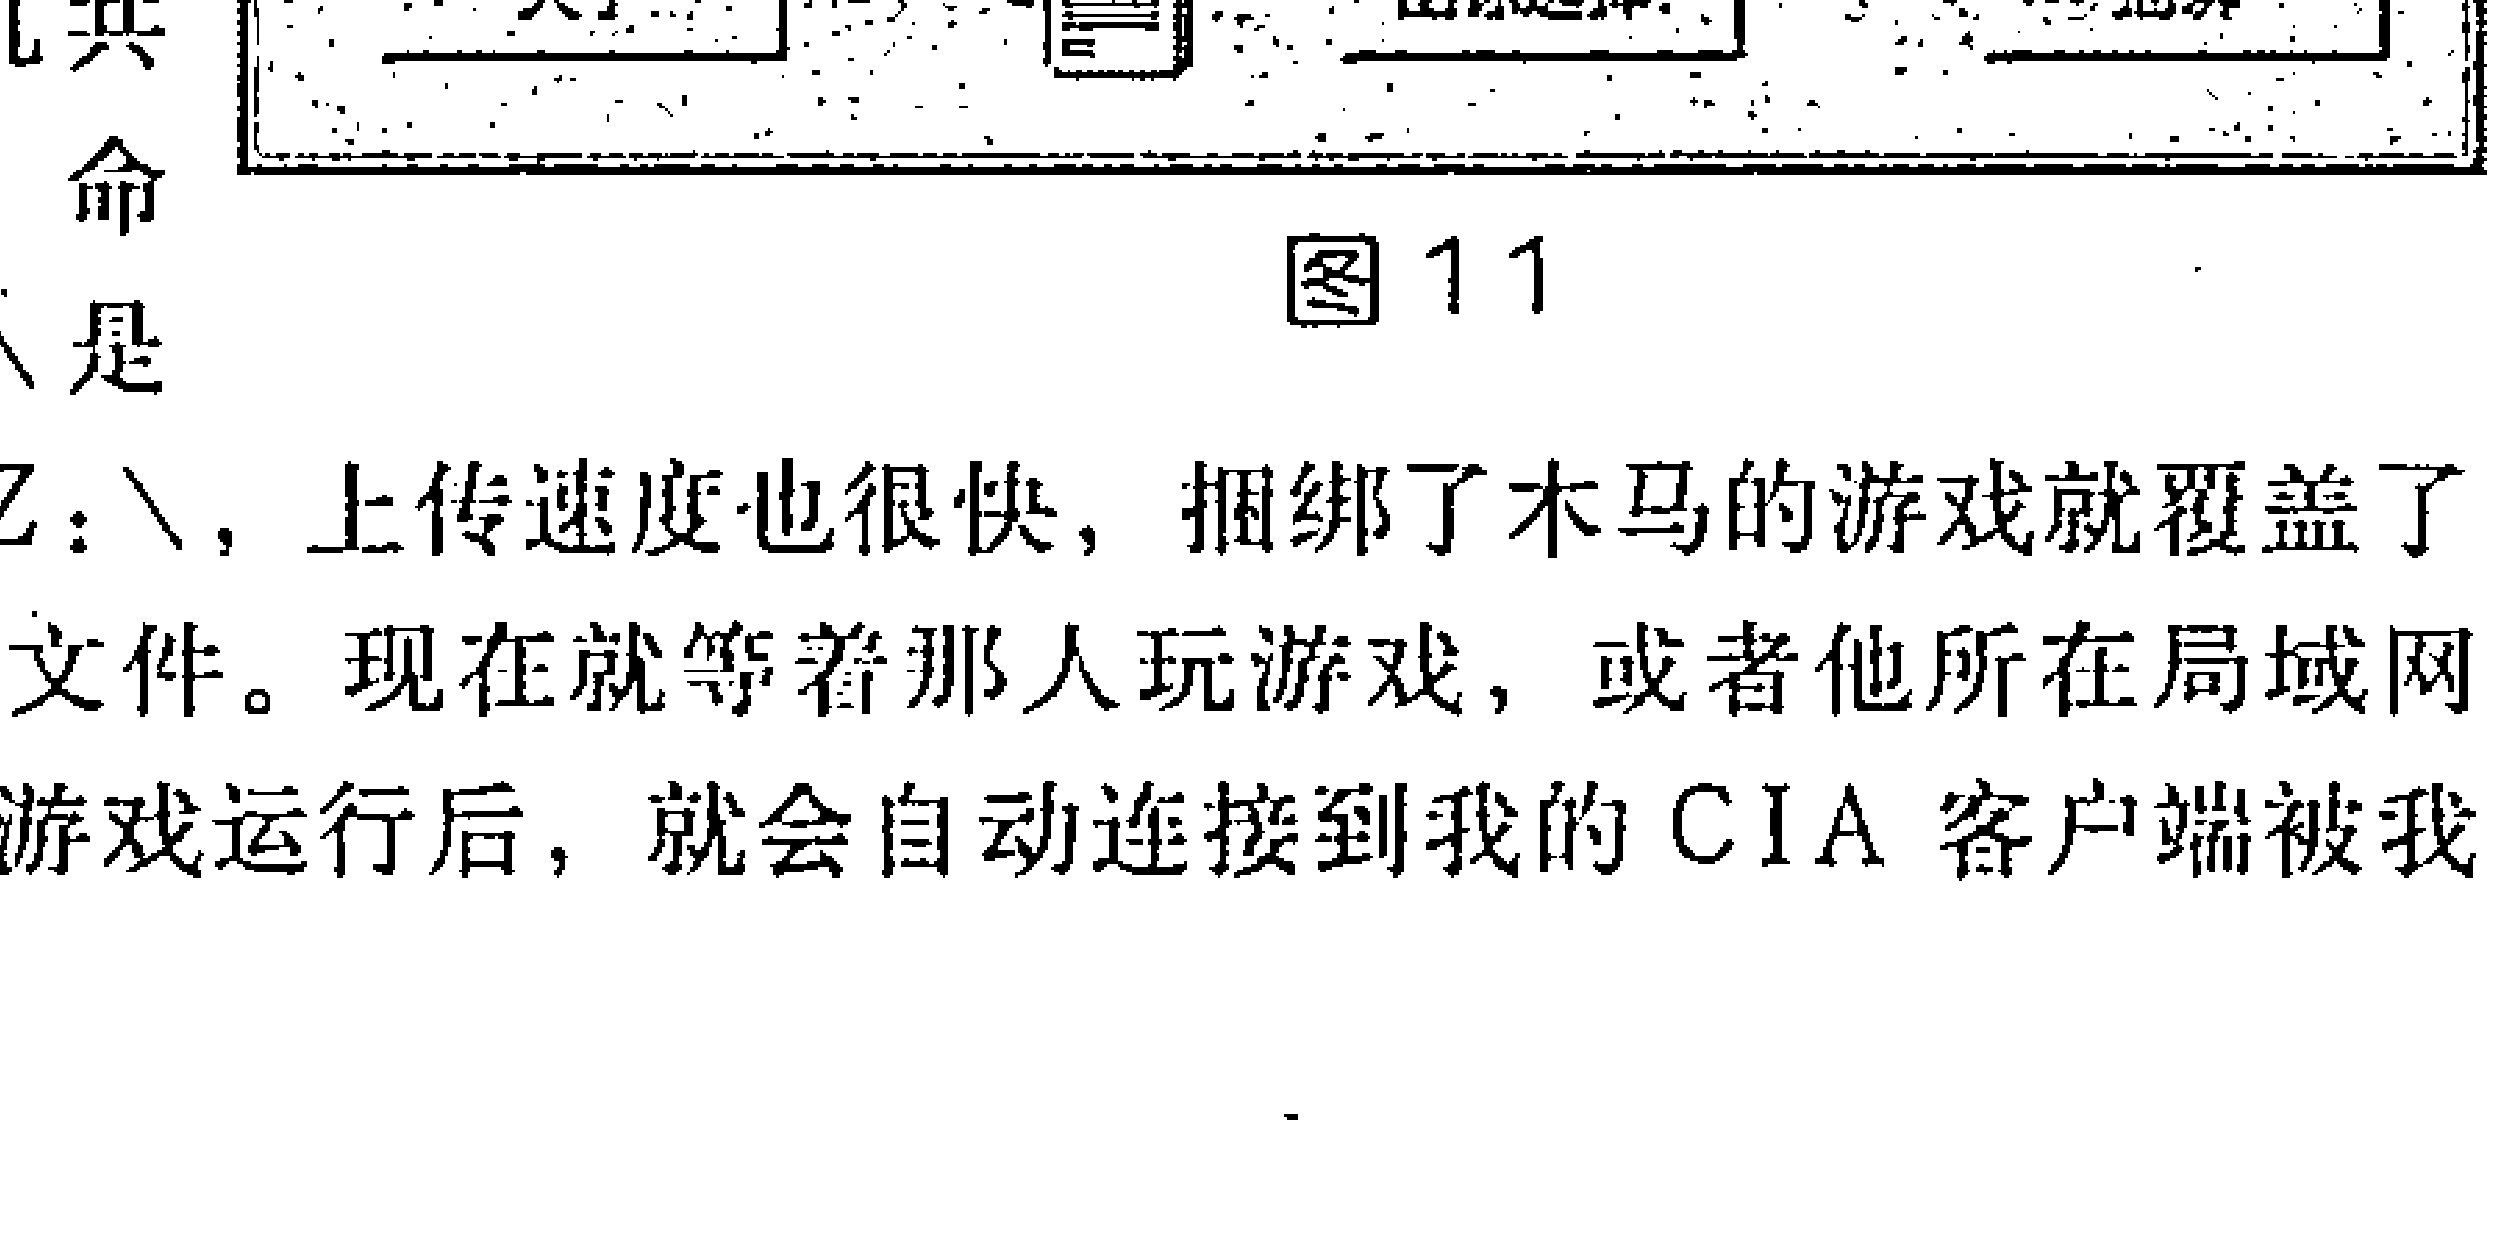 兵
命
图 11
\ 是
Z:\，上传速度也很快，捆绑了木马的游戏就覆盖了
文件。现在就等着那人玩游戏，或者他所在局域网
游戏运行后，就会自动连接到我的 CIA 客户端被我